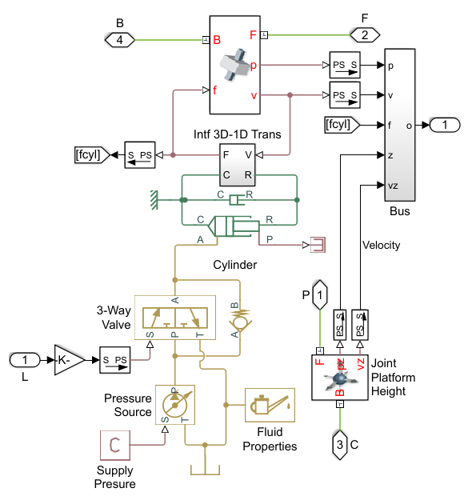 B
F
4
2
B
F
p
v
f
PS S
PS S
p
v
f
z
vz
o
1
[fcyl]
[fcyl]
S PS
Intf 3D-1D Trans
F V
C R
Bus
C R
C R
A P
Velocity
Cylinder
3-Way
Valve
A
B
A
S P T
P
1
PS S
PS S
1
L
-K-
S PS
F pz vz
B
Joint
Platform
Height
Pressure
Source
P
S T
C
Supply
Presure
Fluid
Properties
3
C